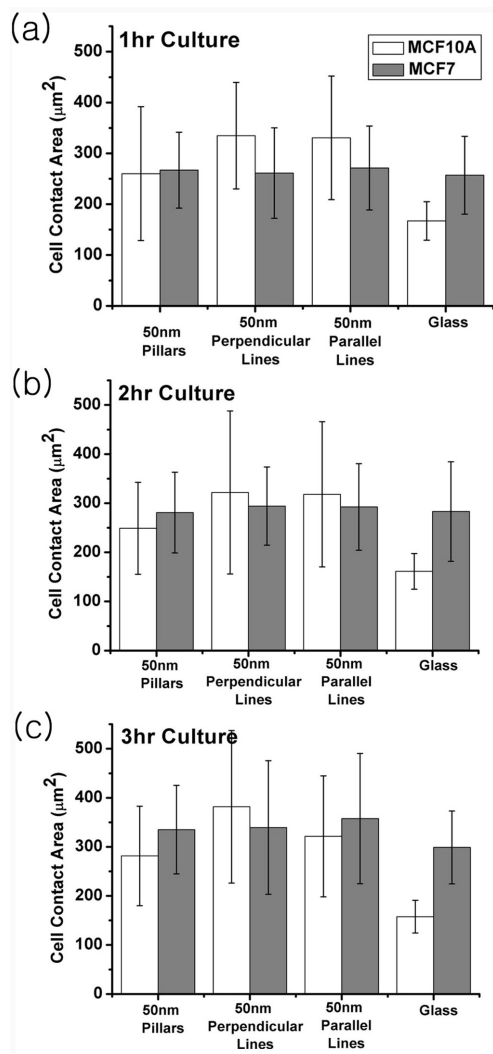 (a)
1hr Culture
MCF10A
MCF7
Cell Contact Area (μm²)
500
400
300
200
100
0
50nm
Pillars
50nm
Perpendicular
Lines
50nm
Parallel
Lines
Glass
(b)
2hr Culture
Cell Contact Area (μm²)
500
400
300
200
100
0
50nm
Pillars
50nm
Perpendicular
Lines
50nm
Parallel
Lines
Glass
(c)
3hr Culture
Cell Contact Area (μm²)
500
400
300
200
100
0
50nm
Pillars
50nm
Perpendicular
Lines
50nm
Parallel
Lines
Glass